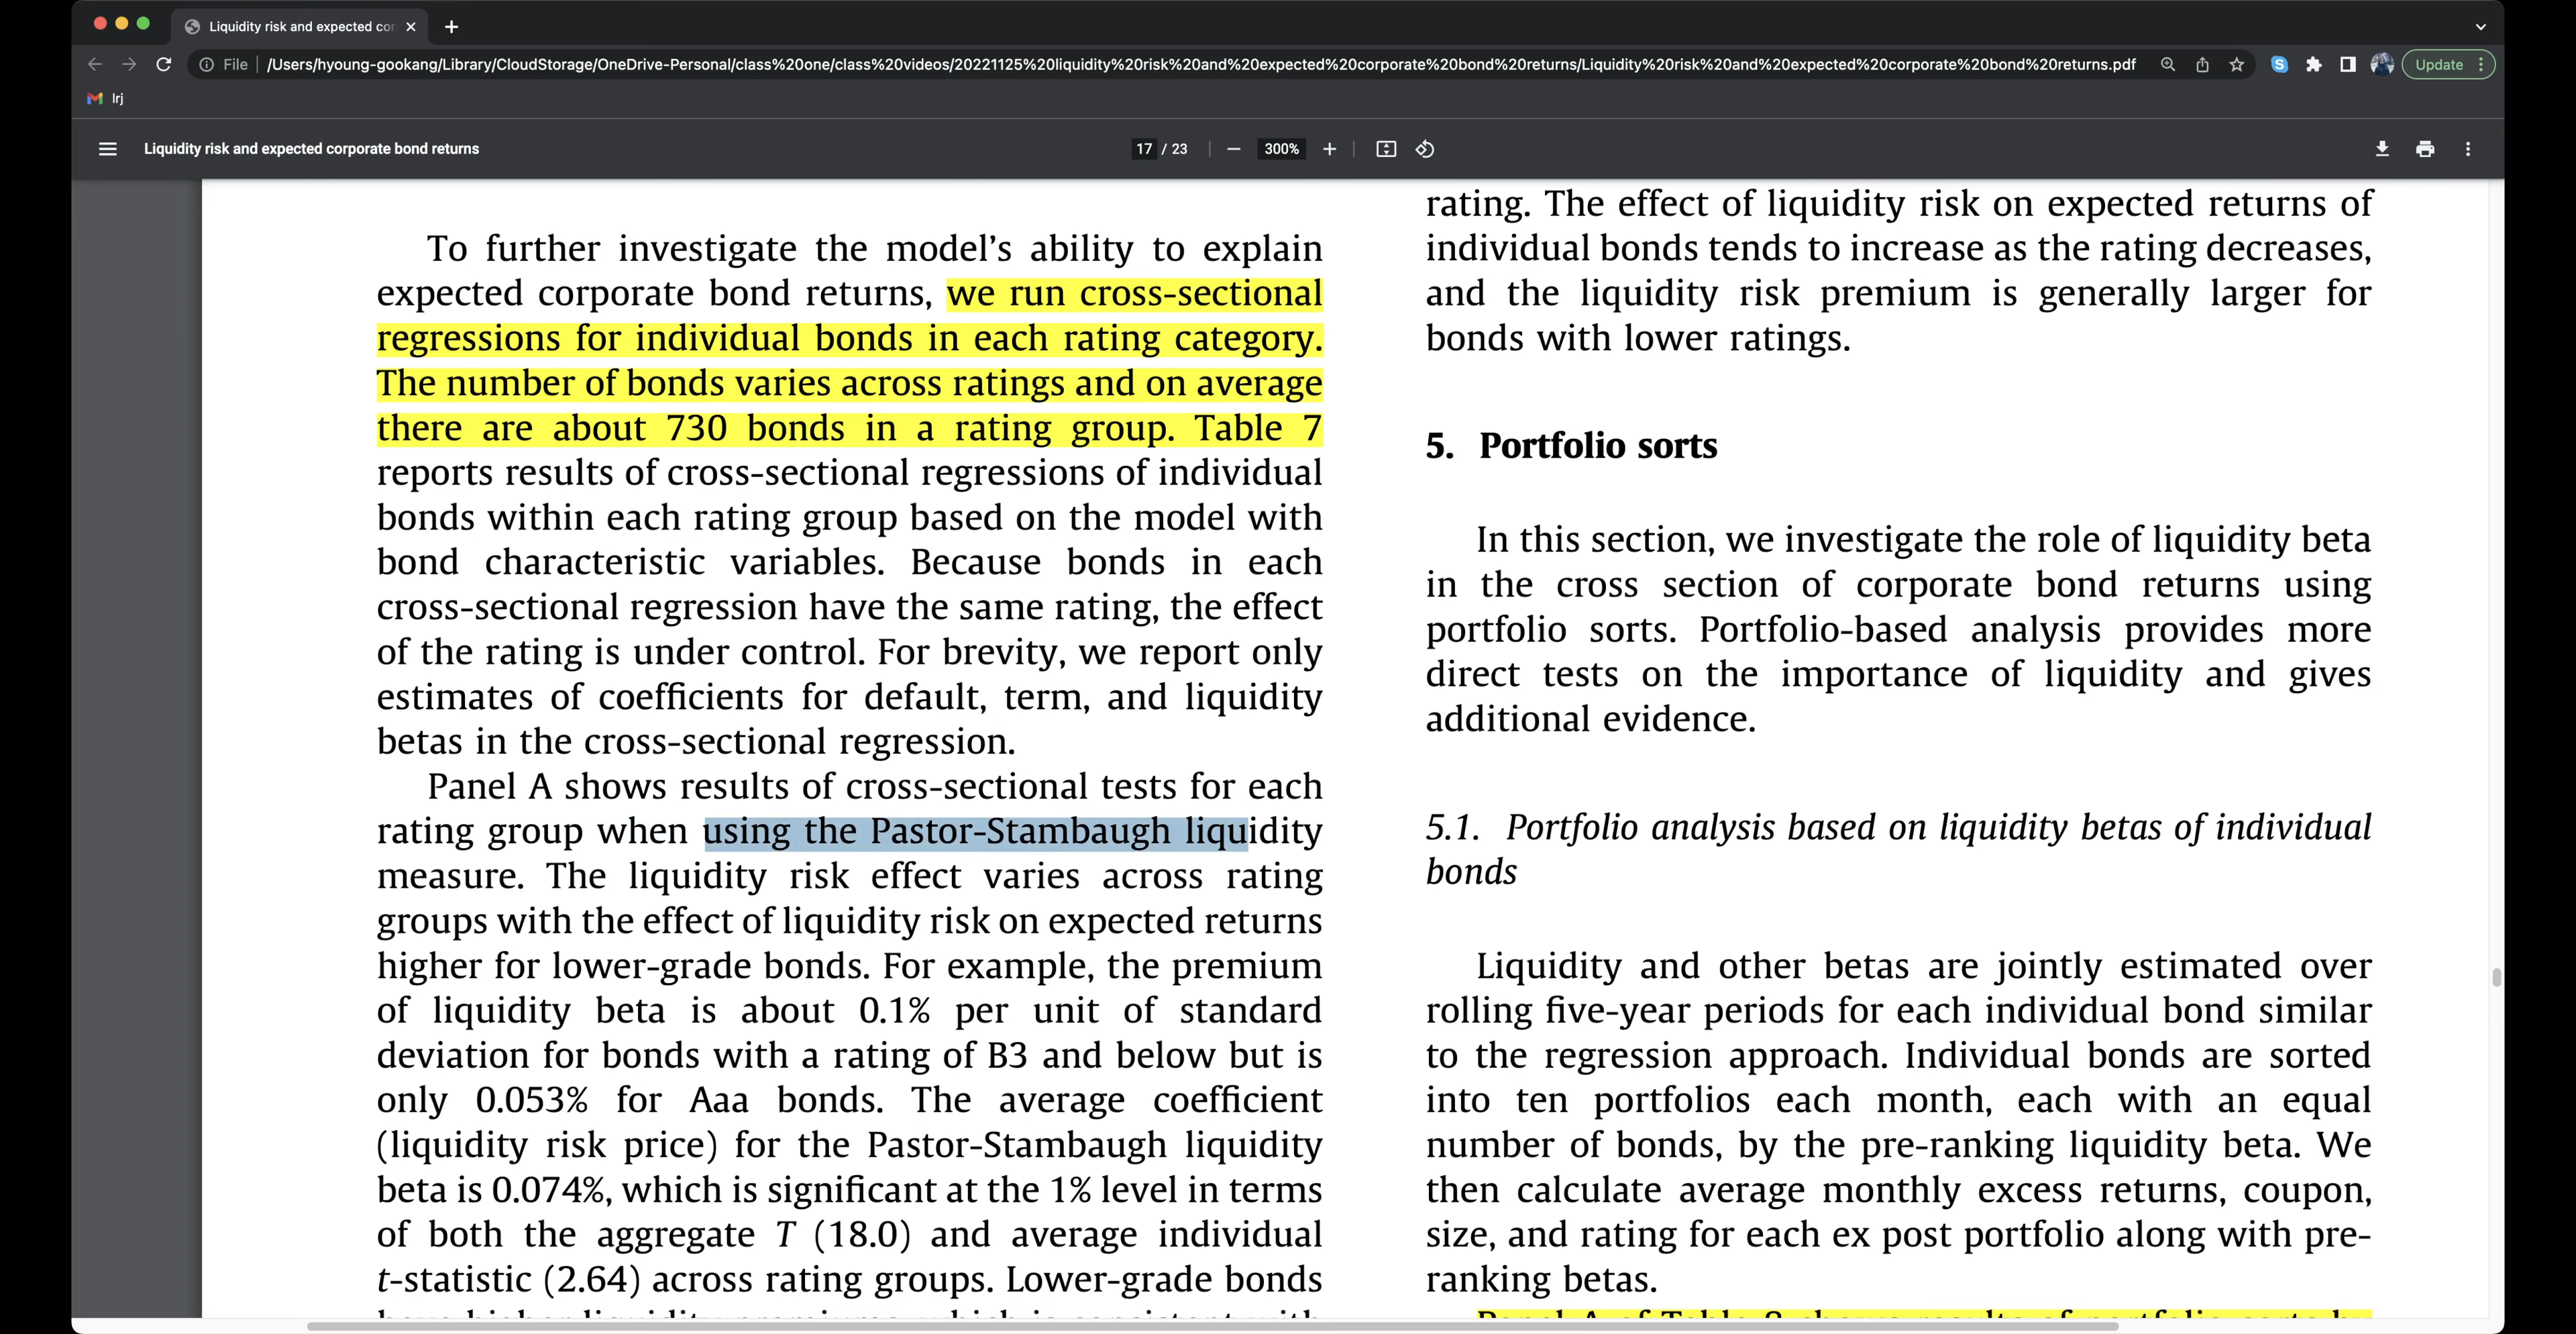 Liquidity risk and expected cor
File
/Users/hyoung-gookang/Library/CloudStorage/OneDrive-Personal/class%20one/class%20videos/20221125%20liquidity%20risk%20and%20expected%20corporate%20bond%20returns/Liquidity%20risk%20and%20expected%20corporate%20bond%20returns.pdf
Update
lrj
Liquidity risk and expected corporate bond returns
17 / 23
300%
To further investigate the model's ability to explain
expected corporate bond returns, we run cross-sectional
regressions for individual bonds in each rating category.
The number of bonds varies across ratings and on average
there are about 730 bonds in a rating group. Table 7
reports results of cross-sectional regressions of individual
bonds within each rating group based on the model with
bond characteristic variables. Because bonds in each
cross-sectional regression have the same rating, the effect
of the rating is under control. For brevity, we report only
estimates of coefficients for default, term, and liquidity
betas in the cross-sectional regression.
Panel A shows results of cross-sectional tests for each
rating group when using the Pastor-Stambaugh liquidity
measure. The liquidity risk effect varies across rating
groups with the effect of liquidity risk on expected returns
higher for lower-grade bonds. For example, the premium
of liquidity beta is about 0.1% per unit of standard
deviation for bonds with a rating of B3 and below but is
only 0.053% for Aaa bonds. The average coefficient
(liquidity risk price) for the Pastor-Stambaugh liquidity
beta is 0.074%, which is significant at the 1% level in terms
of both the aggregate T (18.0) and average individual
t-statistic (2.64) across rating groups. Lower-grade bonds
rating. The effect of liquidity risk on expected returns of
individual bonds tends to increase as the rating decreases,
and the liquidity risk premium is generally larger for
bonds with lower ratings.
5. Portfolio sorts
In this section, we investigate the role of liquidity beta
in the cross section of corporate bond returns using
portfolio sorts. Portfolio-based analysis provides more
direct tests on the importance of liquidity and gives
additional evidence.
5.1. Portfolio analysis based on liquidity betas of individual
bonds
Liquidity and other betas are jointly estimated over
rolling five-year periods for each individual bond similar
to the regression approach. Individual bonds are sorted
into ten portfolios each month, each with an equal
number of bonds, by the pre-ranking liquidity beta. We
then calculate average monthly excess returns, coupon,
size, and rating for each ex post portfolio along with pre-
ranking betas.